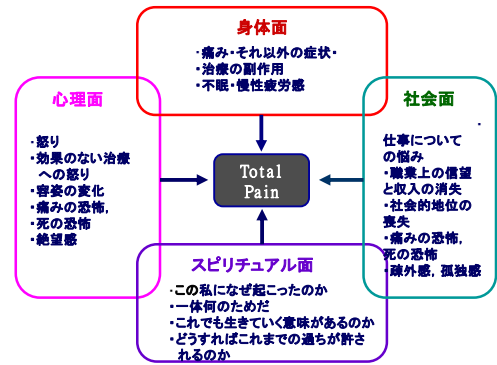 身体面
・痛み・それ以外の症状・
・治療の副作用
・不眠・慢性疲労感
心理面
・怒り
・効果のない治療
への怒り
・容姿の変化
・痛みの恐怖,
・死の恐怖
・絶望感
Total
Pain
社会面
・
仕事について
の悩み
・職業上の信望
と収入の消失
・社会的地位の
喪失
・痛みの恐怖,
死の恐怖
・疎外感，孤独感
スピリチュアル面
・この私になぜ起こったのか
・一体何のためだ
・これでも生きていく意味があるのか
・どうすればこれまでの過ちが許さ
れるのか